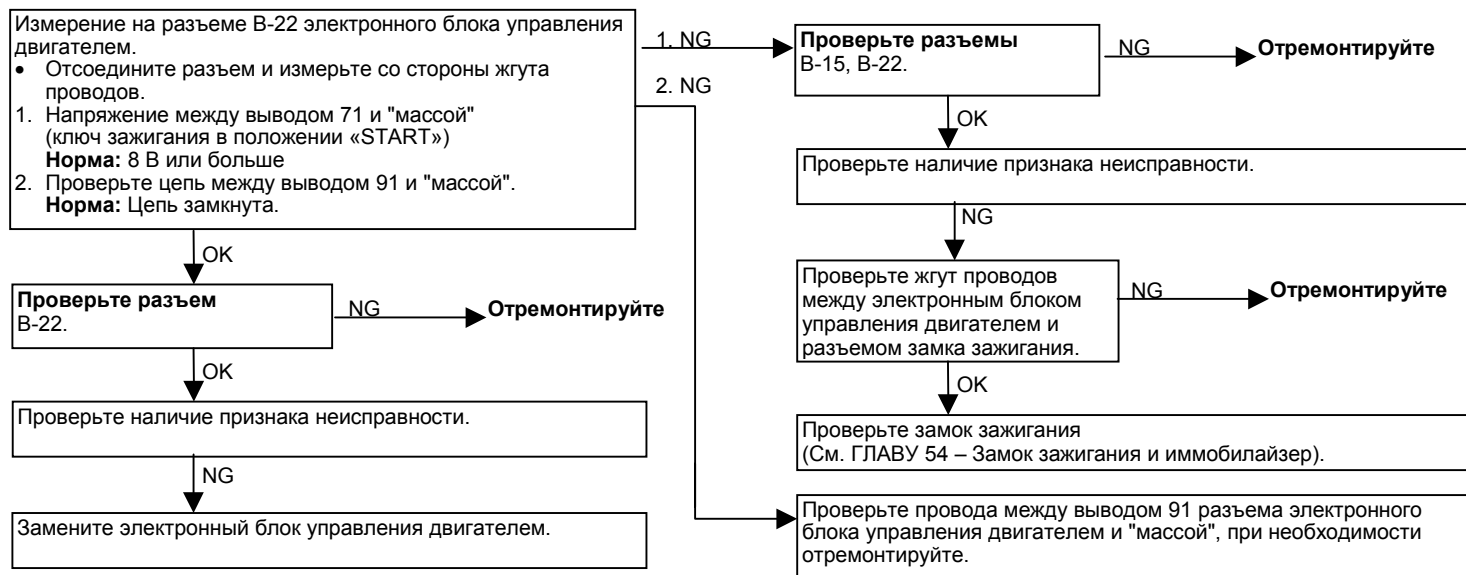 Измерение на разъеме B-22 электронного блока управления
двигателем.
• Отсоедините разъем и измерьте со стороны жгута
проводов.
1. Напряжение между выводом 71 и "массой"
(ключ зажигания в положении «START»)
Норма: 8 В или больше
2. Проверьте цепь между выводом 91 и "массой".
Норма: Цепь замкнута.
OK
Проверьте разъем
B-22.
NG
Отремонтируйте
OK
Проверьте наличие признака неисправности.
NG
Замените электронный блок управления двигателем.
1. NG
2. NG
Проверьте разъемы
B-15, B-22.
NG
Отремонтируйте
OK
Проверьте наличие признака неисправности.
NG
Проверьте жгут проводов
между электронным блоком
управления двигателем и
разъемом замка зажигания.
NG
Отремонтируйте
OK
Проверьте замок зажигания
(См. ГЛАВУ 54 – Замок зажигания и иммобилайзер).
Проверьте провода между выводом 91 разъема электронного
блока управления двигателем и "массой", при необходимости
отремонтируйте.